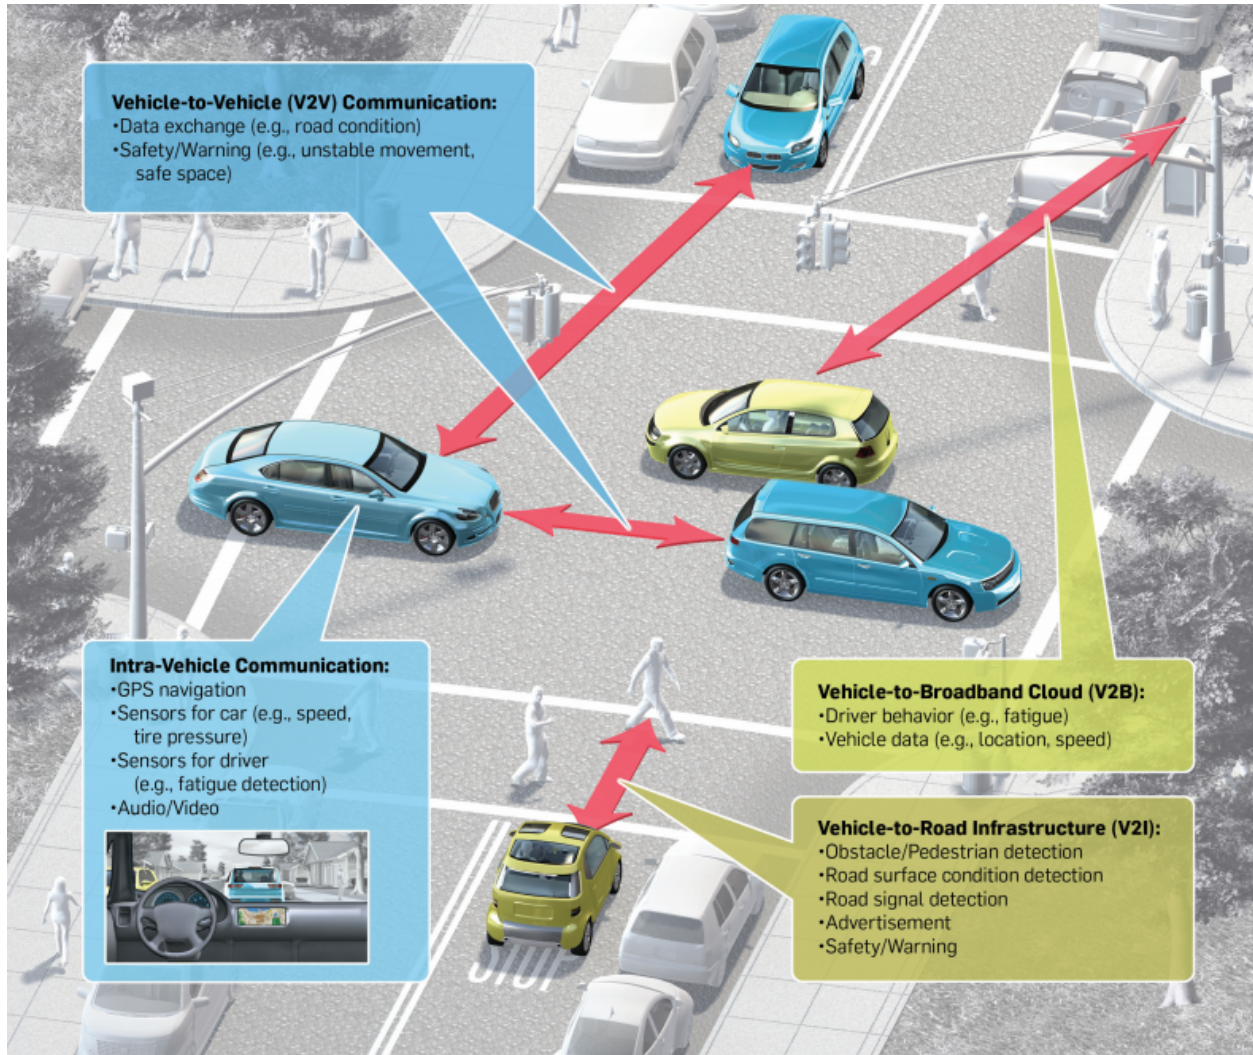 Vehicle-to-Vehicle (V2V) Communication:
•Data exchange (e.g., road condition)
•Safety/Warning (e.g., unstable movement,
safe space)
Intra-Vehicle Communication:
•GPS navigation
•Sensors for car (e.g., speed,
tire pressure)
•Sensors for driver
(e.g., fatigue detection)
•Audio/Video
Vehicle-to-Broadband Cloud (V2B):
•Driver behavior (e.g., fatigue)
•Vehicle data (e.g., location, speed)
Vehicle-to-Road Infrastructure (V2I):
•Obstacle/Pedestrian detection
•Road surface condition detection
•Road signal detection
•Advertisement
•Safety/Warning
STOP